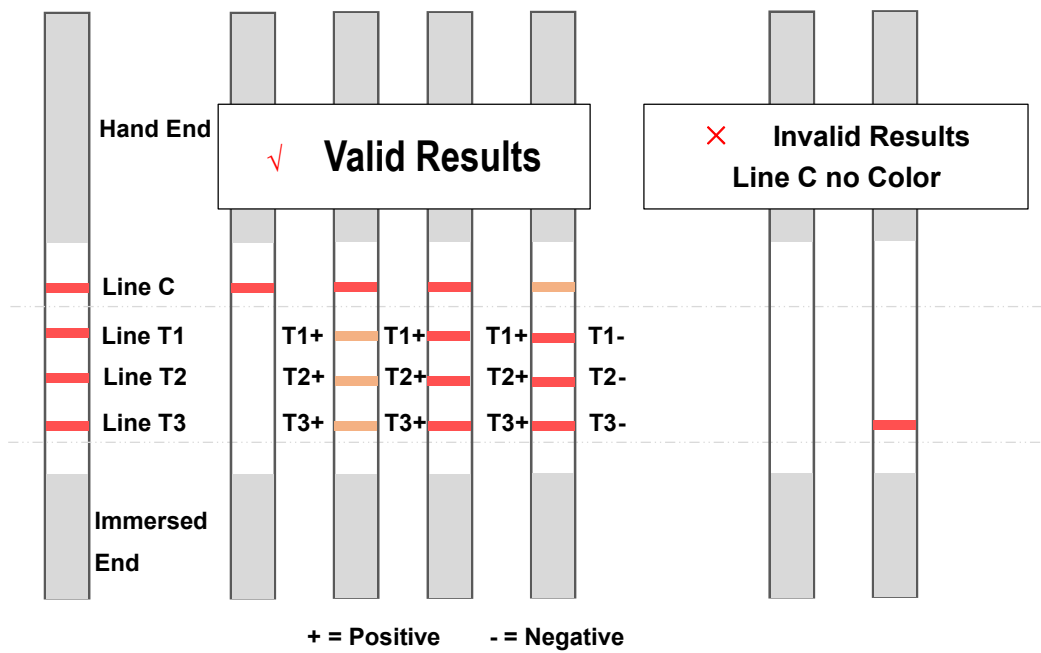 Hand End
√ Valid Results
× Invalid Results
Line C no Color
Line C
Line T1 T1+ T1+ T1+ T1-
Line T2 T2+ T2+ T2+ T2-
Line T3 T3+ T3+ T3+ T3-
Immersed
End
+ = Positive - = Negative